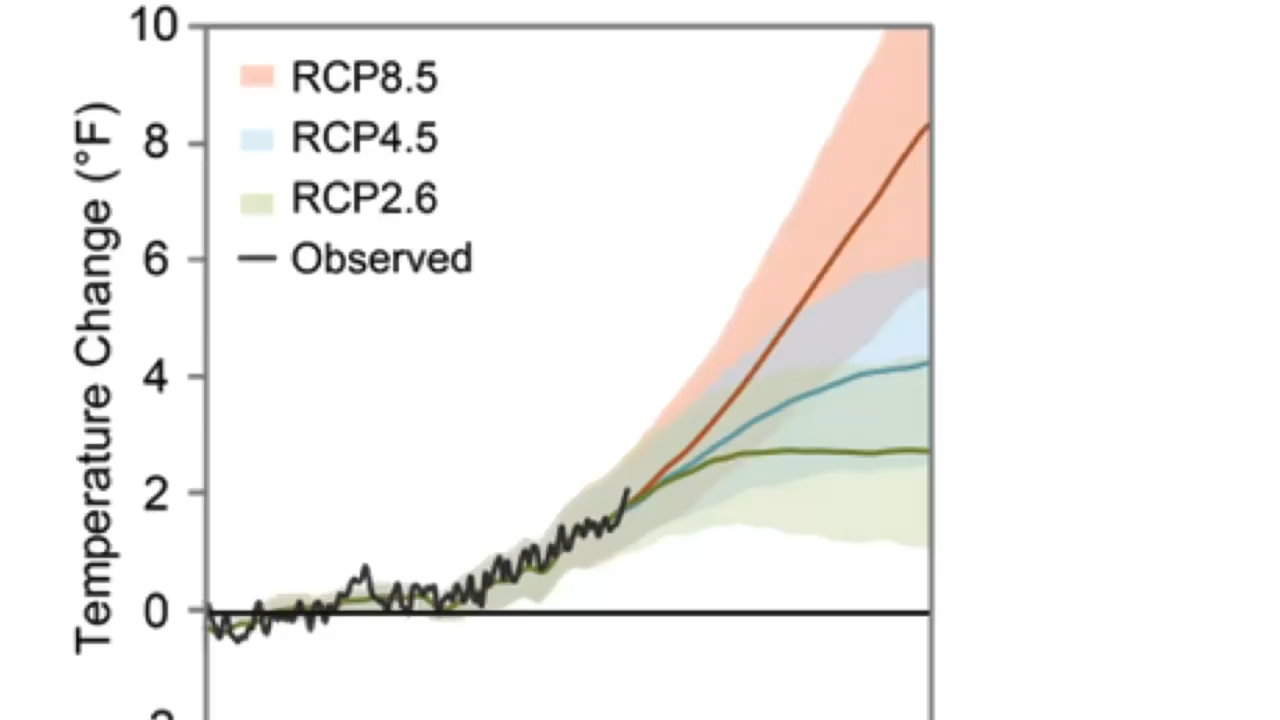 10
RCP8.5
RCP4.5
8
RCP2.6
6
Observed
4
2
0
Temperature Change (°F)